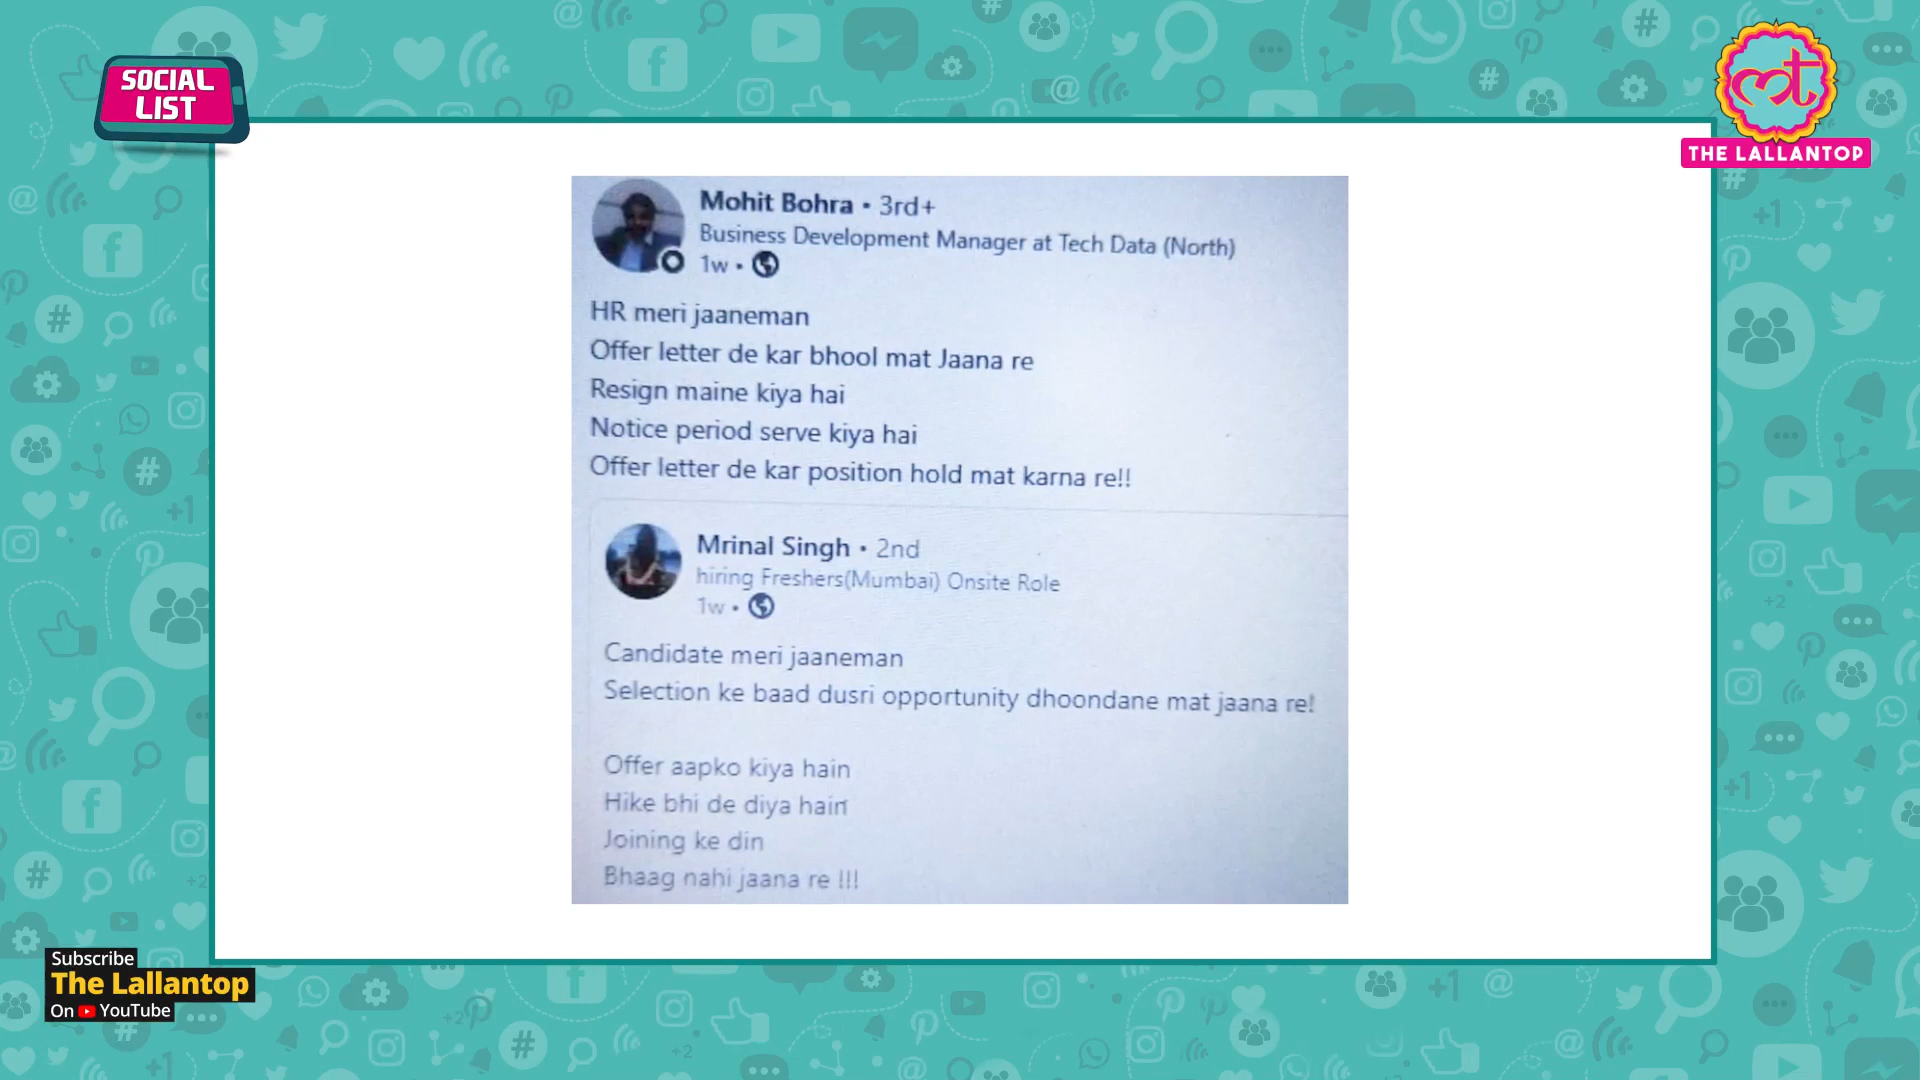 SOCIAL
LIST
THE LALLANTOP
Mohit Bohra • 3rd+
Business Development Manager at Tech Data (North)
1w •
HR meri jaaneman
Offer letter de kar bhool mat Jaana re
Resign maine kiya hai
Notice period serve kiya hai
Offer letter de kar position hold mat karna re!!
Mrinal Singh • 2nd
hiring Freshers(Mumbai) Onsite Role
1w •
Candidate meri jaaneman
Selection ke baad dusri opportunity dhoondane mat jaana re!
Offer aapko kiya hain
Hike bhi de diya hain
Joining ke din
Bhaag nahi jaana re !!!
Subscribe
The Lallantop
On YouTube